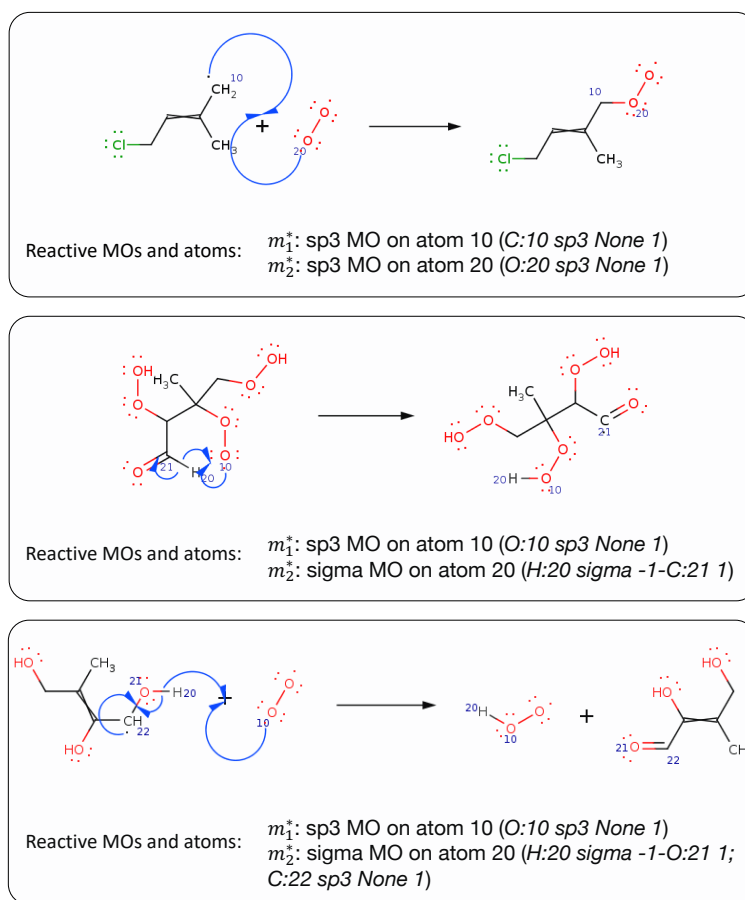 10
CH2
+
O
O
20
CH3
Cl
10
O
O
20
CH3
Cl
Reactive MOs and atoms:
m1*: sp3 MO on atom 10 (C:10 sp3 None 1)
m2*: sp3 MO on atom 20 (O:20 sp3 None 1)
OH
O
H3C
OH
O
O
O
10
O
21
H
20
OH
O
H3C
O
HO
O
21
O
20
H
O
10
Reactive MOs and atoms:
m1*: sp3 MO on atom 10 (O:10 sp3 None 1)
m2*: sigma MO on atom 20 (H:20 sigma -1-C:21 1)
HO
CH3
21
O
H
20
CH
22
HO
+
O
O
10
20
H
O
O
10
+
HO
HO
21
O
22
CH
Reactive MOs and atoms:
m1*: sp3 MO on atom 10 (O:10 sp3 None 1)
m2*: sigma MO on atom 20 (H:20 sigma -1-O:21 1;
C:22 sp3 None 1)